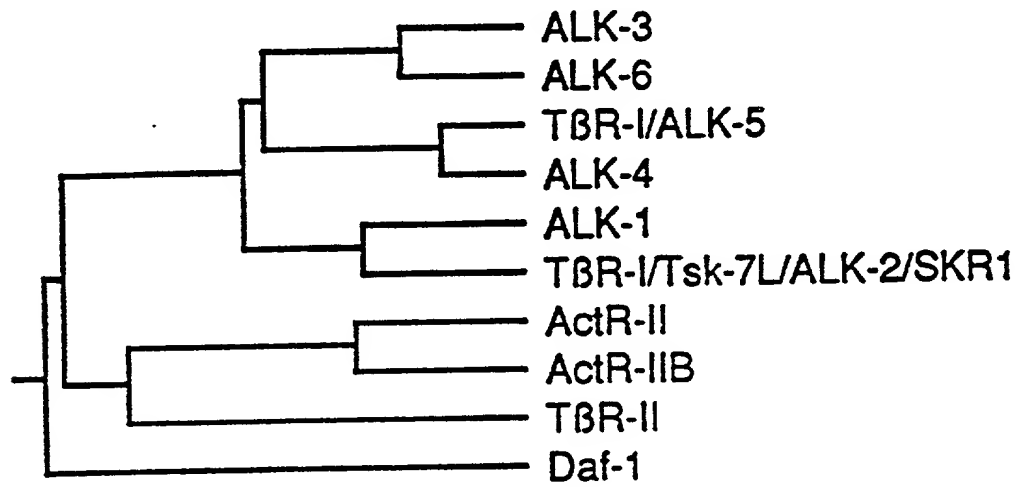 ALK-3
ALK-6
TßR-I/ALK-5
ALK-4
ALK-1
TßR-I/Tsk-7L/ALK-2/SKR1
ActR-II
ActR-IIB
TßR-II
Daf-1